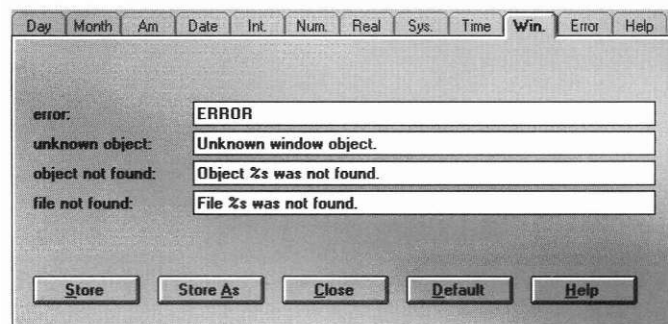 Day Month Am Date Int. Num. Real Sys. Time Win. Error Help
error: ERROR
unknown object: Unknown window object.
object not found: Object %s was not found.
file not found: File %s was not found.
Store Store As Close Default Help